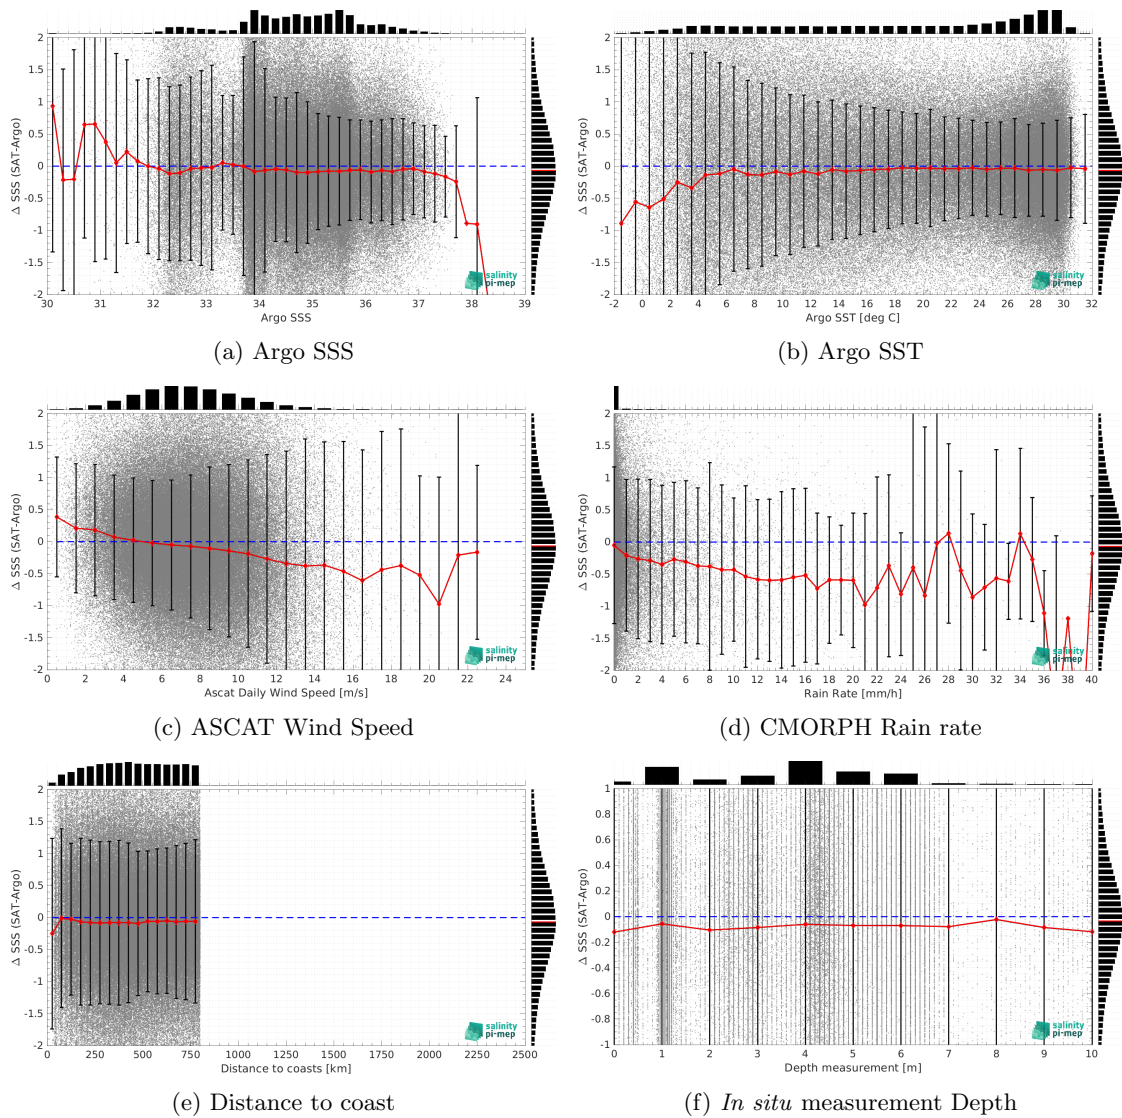 2
1.5
1
0.5
0
-0.5
-1
-1.5
-2
Δ SSS (SAT-Argo)
30 31 32 33 34 35 36 37 38 39
Argo SSS
salinity
pi-mep
(a) Argo SSS
2
1.5
1
0.5
0
-0.5
-1
-1.5
-2
Δ SSS (SAT-Argo)
-2 0 2 4 6 8 10 12 14 16 18 20 22 24 26 28 30 32
Argo SST [deg C]
salinity
pi-mep
(b) Argo SST
2
1.5
1
0.5
0
-0.5
-1
-1.5
-2
Δ SSS (SAT-Argo)
0 2 4 6 8 10 12 14 16 18 20 22 24
Ascat Daily Wind Speed [m/s]
salinity
pi-mep
(c) ASCAT Wind Speed
2
1.5
1
0.5
0
-0.5
-1
-1.5
-2
Δ SSS (SAT-Argo)
0 2 4 6 8 10 12 14 16 18 20 22 24 26 28 30 32 34 36 38 40
Rain Rate [mm/h]
salinity
pi-mep
(d) CMORPH Rain rate
2
1.5
1
0.5
0
-0.5
-1
-1.5
-2
Δ SSS (SAT-Argo)
0 250 500 750 1000 1250 1500 1750 2000 2250 2500
Distance to coasts [km]
salinity
pi-mep
(e) Distance to coast
1
0.8
0.6
0.4
0.2
0
-0.2
-0.4
-0.6
-0.8
-1
Δ SSS (SAT-Argo)
0 1 2 3 4 5 6 7 8 9 10
Depth measurement [m]
salinity
pi-mep
(f) In situ measurement Depth